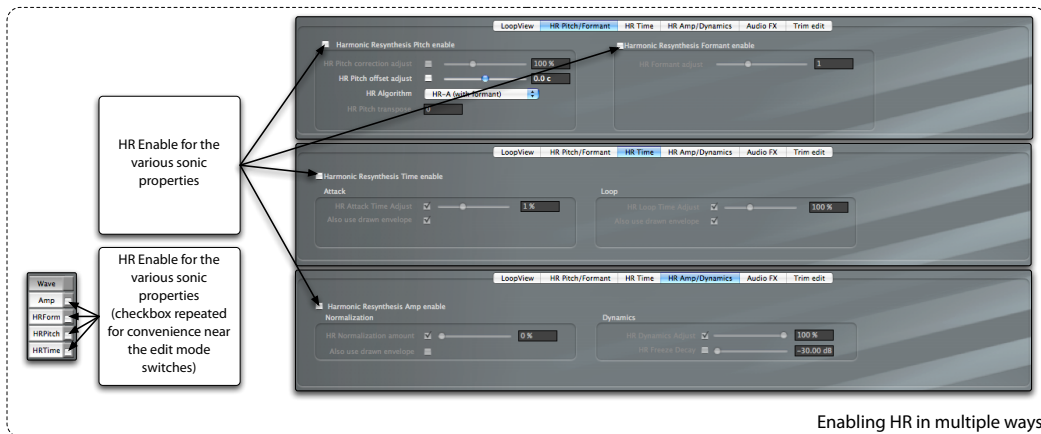 LoopView HR Pitch/Formant HR Time HR Amp/Dynamics Audio FX Trim edit
Harmonic Resynthesis Pitch enable
HR Pitch correction adjust 100 %
HR Pitch offset adjust 0.0 c
HR Algorithm HR-A (with formant)
HR Pitch transpose 0
Harmonic Resynthesis Formant enable
HR Formant adjust 1
HR Enable for the
various sonic
properties
LoopView HR Pitch/Formant HR Time HR Amp/Dynamics Audio FX Trim edit
Harmonic Resynthesis Time enable
Attack
HR Attack Time Adjust 1 %
Also use drawn envelope
Loop
HR Loop Time Adjust 100 %
Also use drawn envelope
HR Enable for the
various sonic
properties
(checkbox repeated
for convenience near
the edit mode
switches)
Wave
Amp
HRForm
HRPitch
HRTime
LoopView HR Pitch/Formant HR Time HR Amp/Dynamics Audio FX Trim edit
Harmonic Resynthesis Amp enable
Normalization
HR Normalization amount 0 %
Also use drawn envelope
Dynamics
HR Dynamics Adjust 100 %
HR Freeze Decay -30.00 dB
Enabling HR in multiple ways